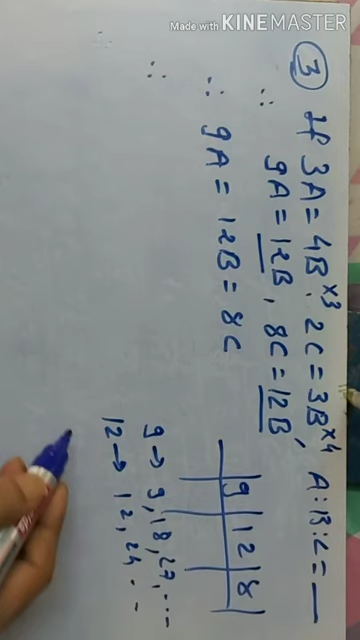 Made with KINEMASTER
③ If 3A = 4B ×3, 2C = 3B ×4, A:B:C = ___
∴ 9A = 12B, 8C = 12B
∴ 9A = 12B = 8C
∴
∴
9 | 12 | 8
9 → 9, 18, 27, ...
12 → 12, 24 ...